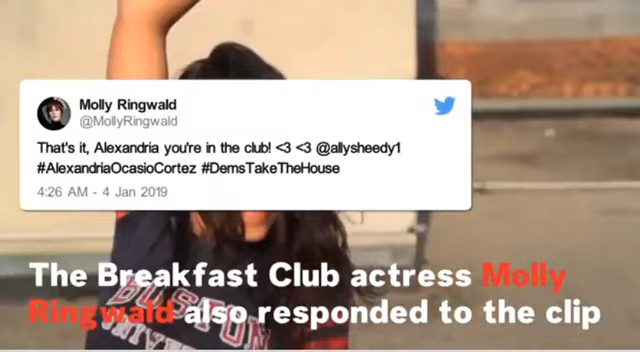 Molly Ringwald
@MollyRingwald
That's it, Alexandria you're in the club! <3 <3 @allysheedy1
#AlexandriaOcasioCortez #DemsTakeTheHouse
4:26 AM - 4 Jan 2019
The Breakfast Club actress Molly
Ringwald also responded to the clip
BOSTON